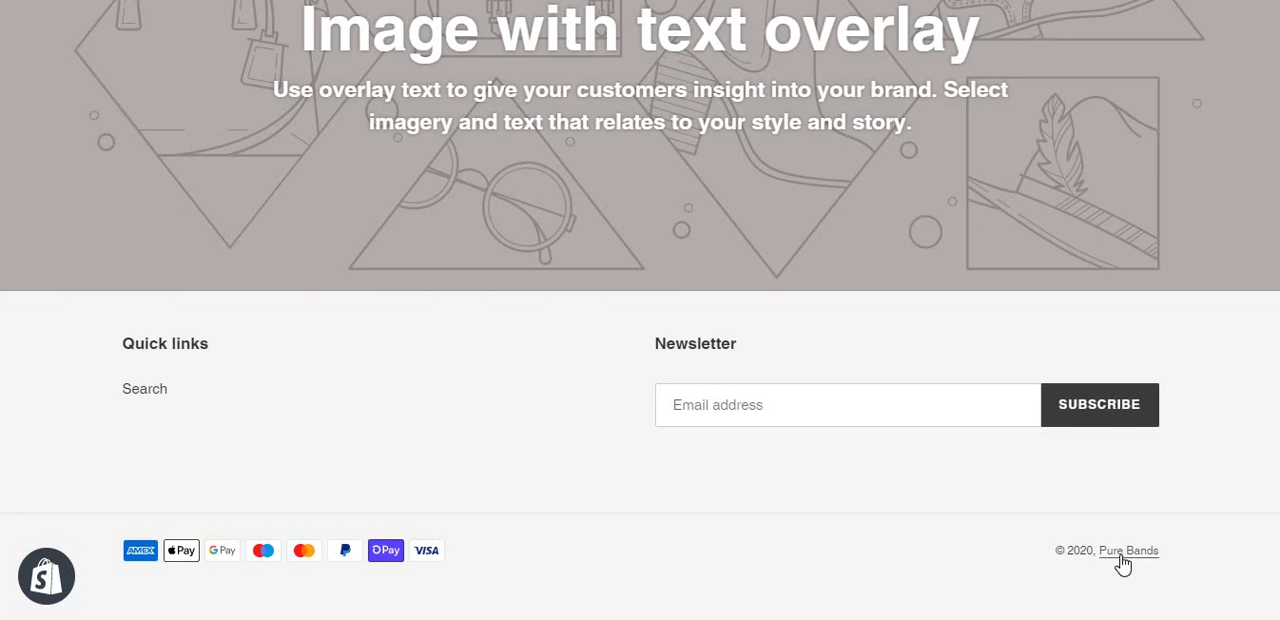 Image with text overlay
Use overlay text to give your customers insight into your brand. Select
imagery and text that relates to your style and story.
Quick links
Newsletter
Search
Email address
SUBSCRIBE
AMEX Pay G Pay Pay VISA
© 2020, Pure Bands